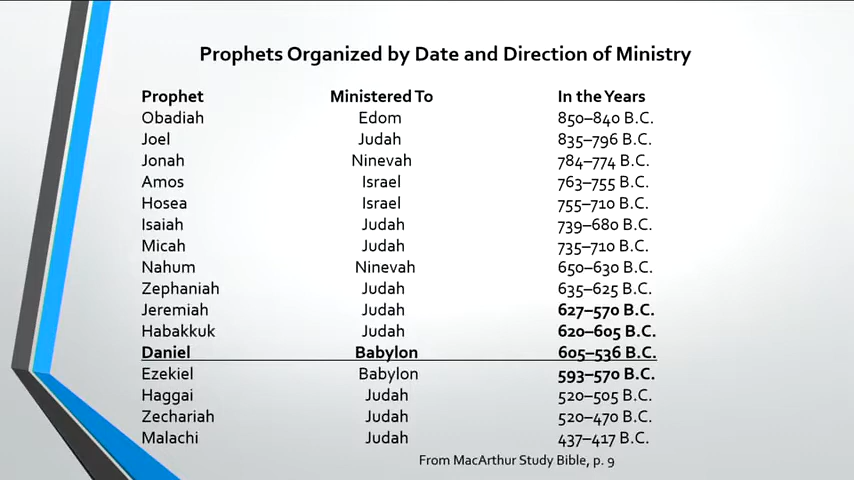 Prophets Organized by Date and Direction of Ministry
Prophet Ministered To In the Years
Obadiah Edom 850–840 B.C.
Joel Judah 835–796 B.C.
Jonah Ninevah 784–774 B.C.
Amos Israel 763–755 B.C.
Hosea Israel 755–710 B.C.
Isaiah Judah 739–680 B.C.
Micah Judah 735–710 B.C.
Nahum Ninevah 650–630 B.C.
Zephaniah Judah 635–625 B.C.
Jeremiah Judah 627–570 B.C.
Habakkuk Judah 620–605 B.C.
Daniel Babylon 605–536 B.C.
Ezekiel Babylon 593–570 B.C.
Haggai Judah 520–505 B.C.
Zechariah Judah 520–470 B.C.
Malachi Judah 437–417 B.C.
From MacArthur Study Bible, p. 9